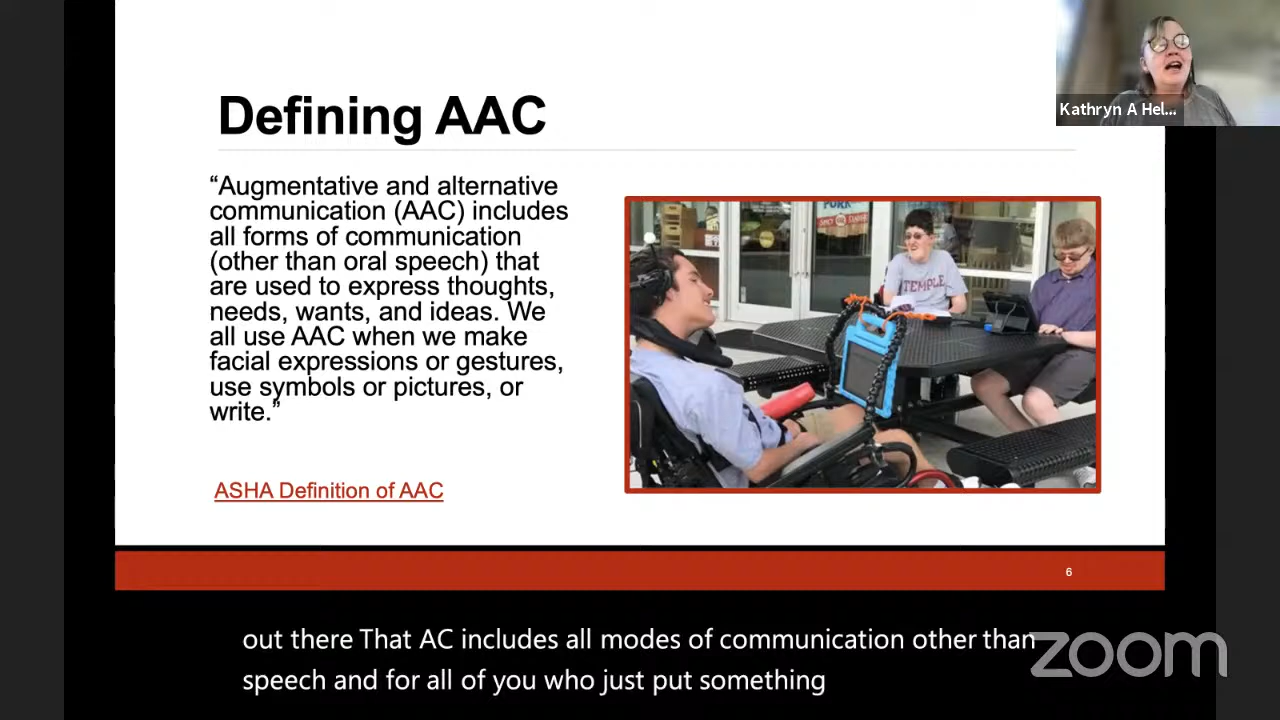 Defining AAC
“Augmentative and alternative
communication (AAC) includes
all forms of communication
(other than oral speech) that
are used to express thoughts,
needs, wants, and ideas. We
all use AAC when we make
facial expressions or gestures,
use symbols or pictures, or
write.”
ASHA Definition of AAC
TEMPLE
6
Kathryn A Hel...
out there That AC includes all modes of communication other than
speech and for all of you who just put something
zoom